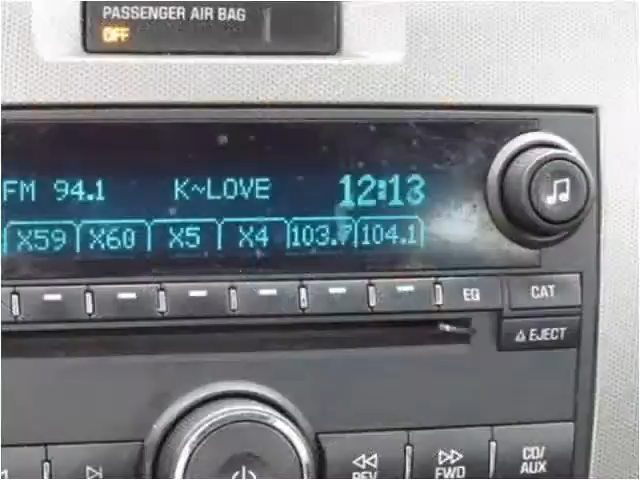 PASSENGER AIR BAG
OFF
FM 94.1 K~LOVE 12:13
X59 X60 X5 X4 103.7 104.1
EQ CAT
EJECT
REV FWD CD/
AUX